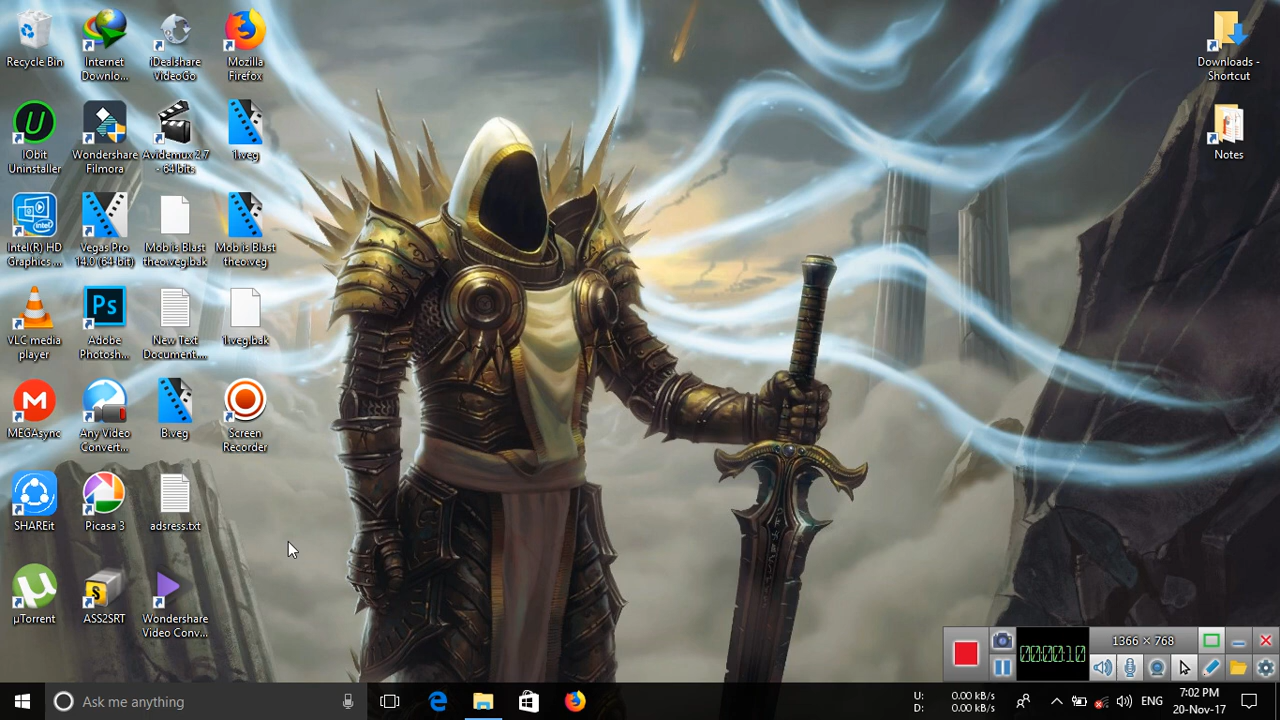 Recycle Bin
Internet
Downlo...
iDealshare
VideoGo
Mozilla
Firefox
Downloads -
Shortcut
IObit
Uninstaller
Wondershare
Filmora
Avidemux 2.7
- 64 bits
1.veg
Notes
Intel(R) HD
Graphics ...
Vegas Pro
14.0 (64-bit)
Mob is Blast
theo.veg.bak
Mob is Blast
theo.veg
VLC media
player
Ps
Adobe
Photosh...
New Text
Document....
1.veg.bak
MEGAsync
Any Video
Convert...
B.veg
Screen
Recorder
SHAREit
Picasa 3
adsress.txt
µTorrent
ASS2SRT
Wondershare
Video Conv...
00:00:10
1366 × 768
Ask me anything
U: 0.00 kB/s
D: 0.00 kB/s
ENG
7:02 PM
20-Nov-17